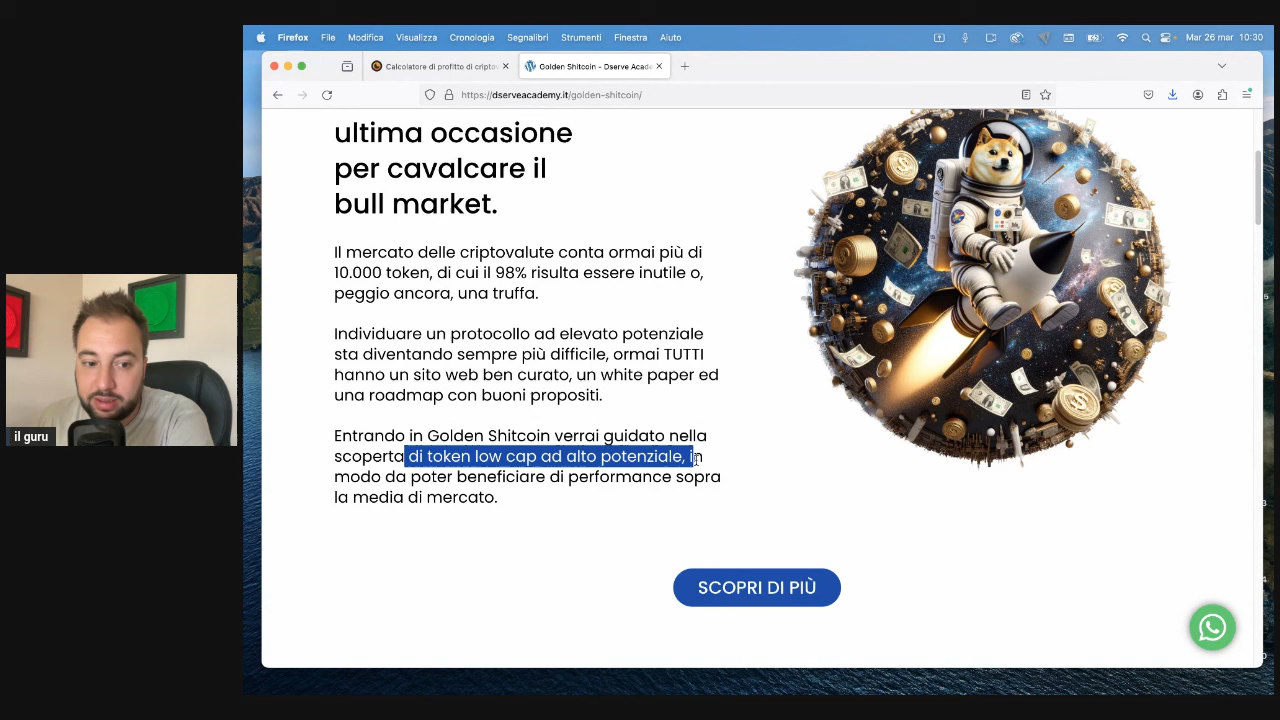 Firefox File Modifica Visualizza Cronologia Segnalibri Strumenti Finestra Aiuto
Mar 26 mar 10:30
Calcolatore di profitto di criptov
Golden Shitcoin - Dserve Acad
https://dserveacademy.it/golden-shitcoin/
ultima occasione
per cavalcare il
bull market.
Il mercato delle criptovalute conta ormai più di
10.000 token, di cui il 98% risulta essere inutile o,
peggio ancora, una truffa.
Individuare un protocollo ad elevato potenziale
sta diventando sempre più difficile, ormai TUTTI
hanno un sito web ben curato, un white paper ed
una roadmap con buoni propositi.
Entrando in Golden Shitcoin verrai guidato nella
scoperta di token low cap ad alto potenziale, in
modo da poter beneficiare di performance sopra
la media di mercato.
SCOPRI DI PIÙ
il guru